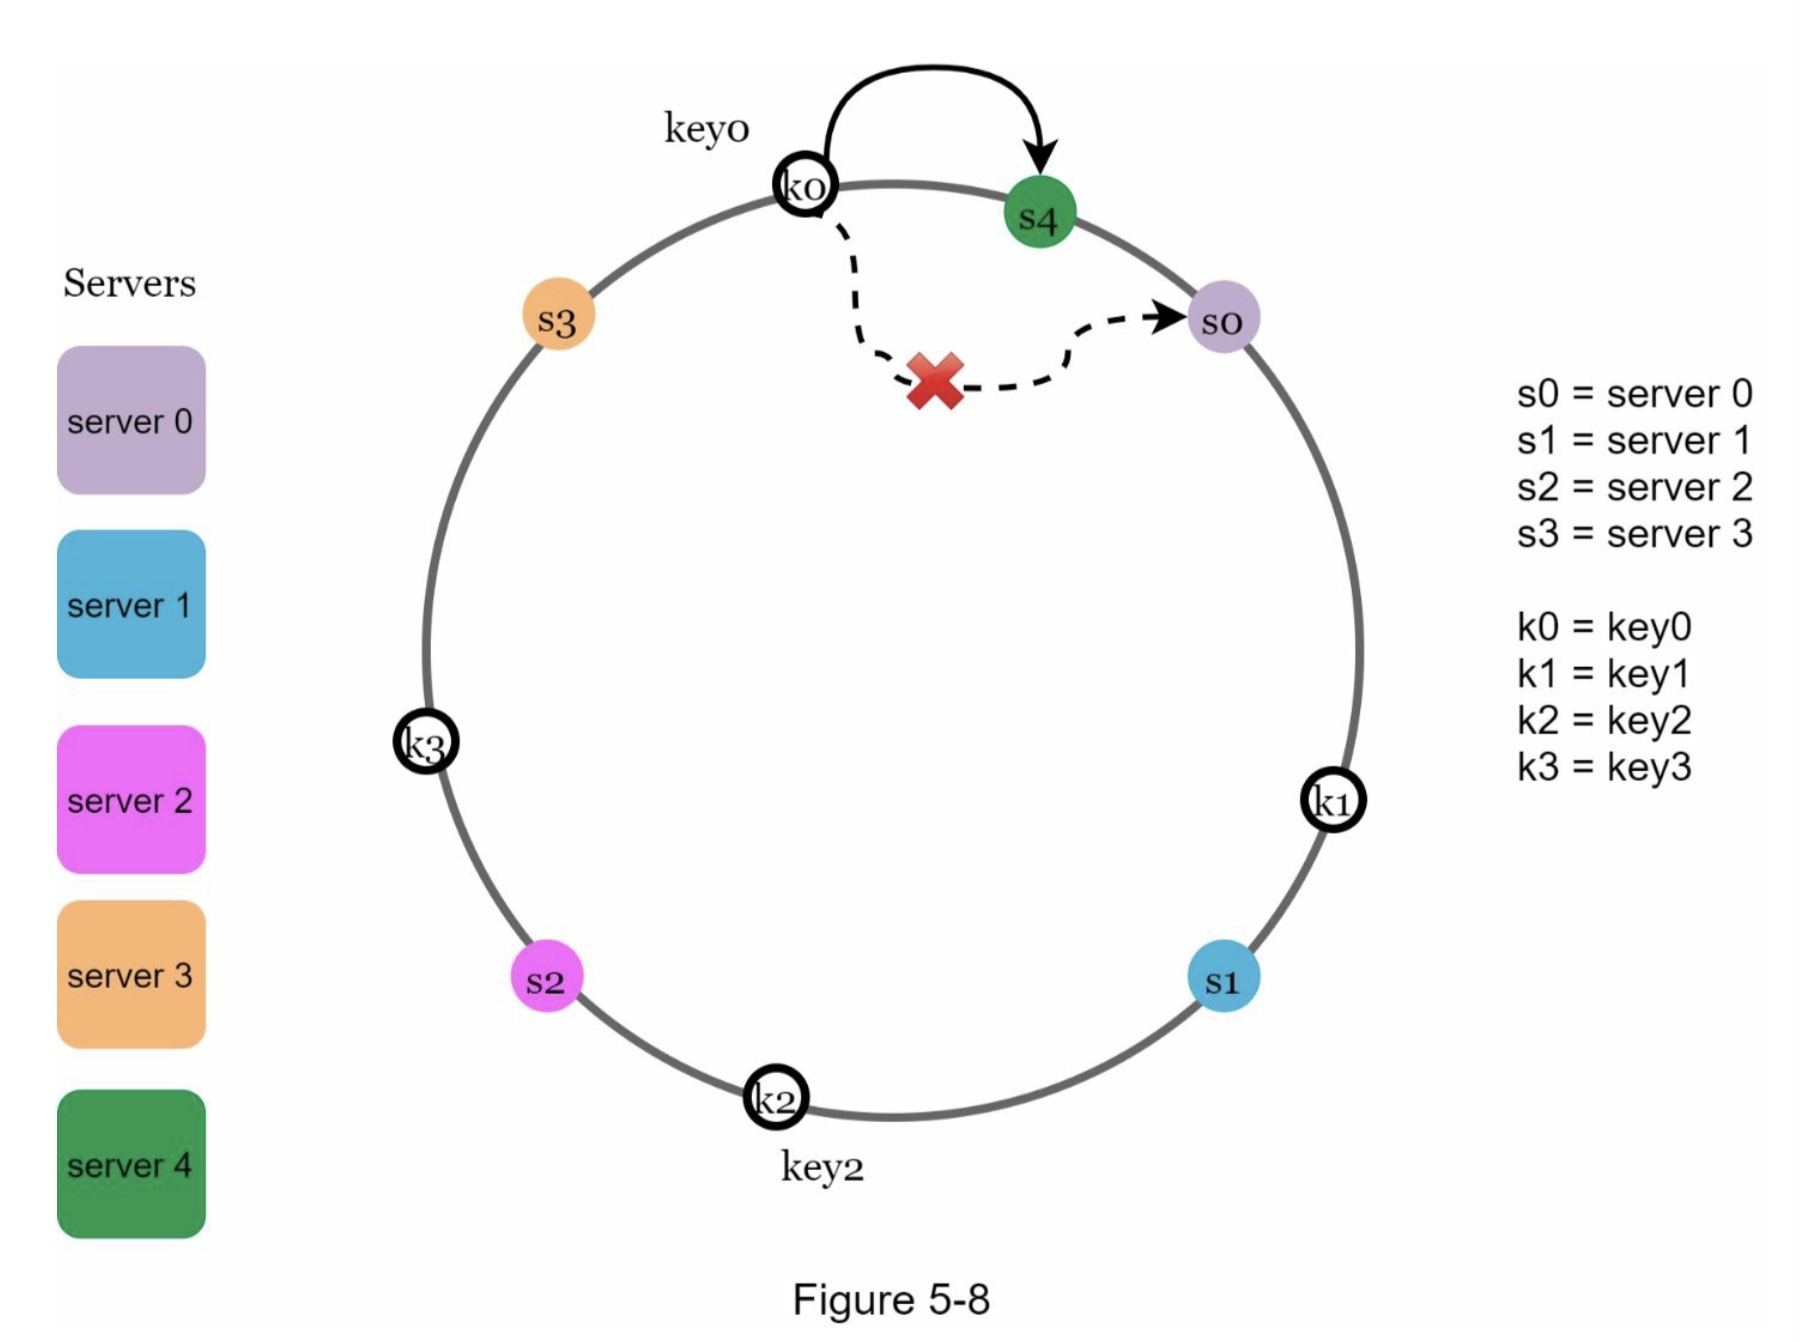 key0
k0
s4
Servers
s3
s0
server 0
s0 = server 0
s1 = server 1
s2 = server 2
s3 = server 3
server 1
k0 = key0
k1 = key1
k2 = key2
k3 = key3
k3
server 2
k1
server 3
s2
s1
k2
server 4
key2
Figure 5-8